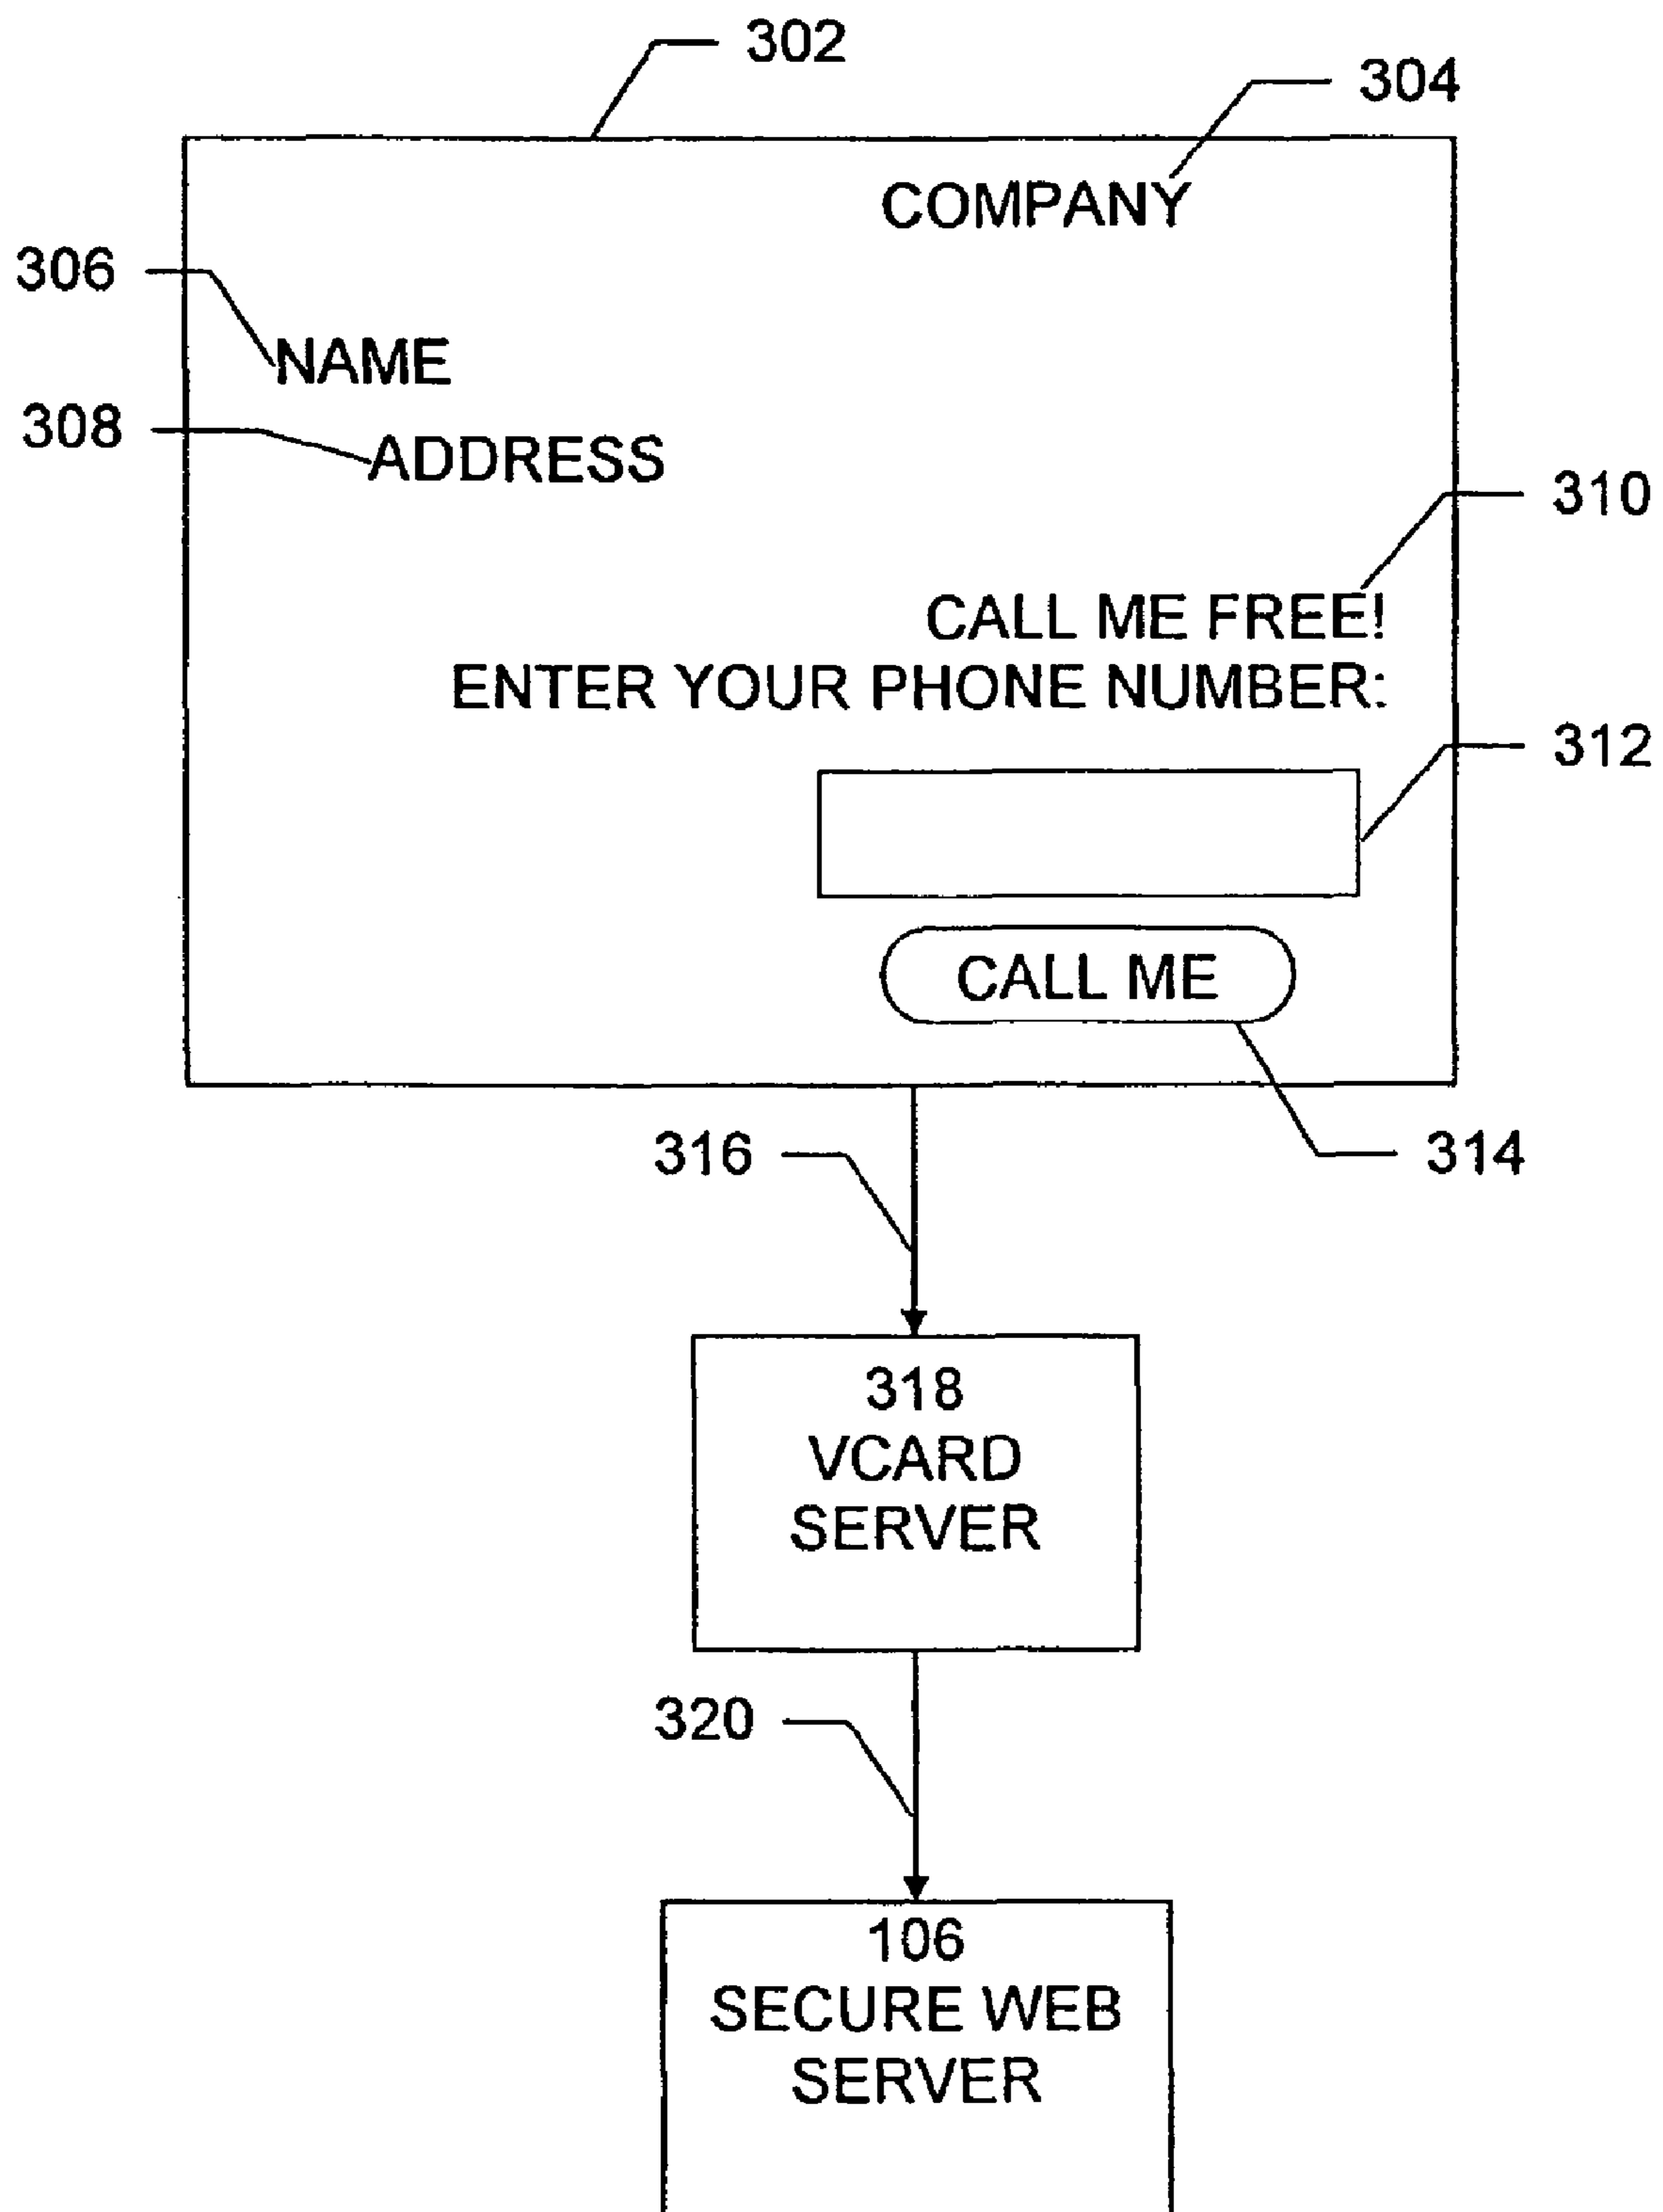 302
304
COMPANY
306
NAME
308
ADDRESS
310
CALL ME FREE!
ENTER YOUR PHONE NUMBER:
312
CALL ME
316
314
318
VCARD
SERVER
320
106
SECURE WEB
SERVER